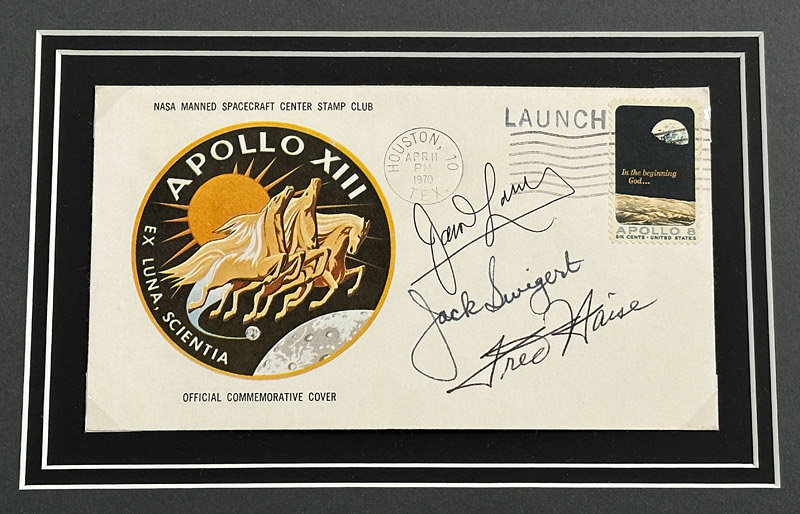 NASA MANNED SPACECRAFT CENTER STAMP CLUB
APOLLO XIII
EX LUNA, SCIENTIA
OFFICIAL COMMEMORATIVE COVER
HOUSTON, TEX
10
APR 11
PM
1970
LAUNCH
In the beginning
God...
APOLLO 8
SIX CENTS · UNITED STATES
Jack Swigert
Fred Haise